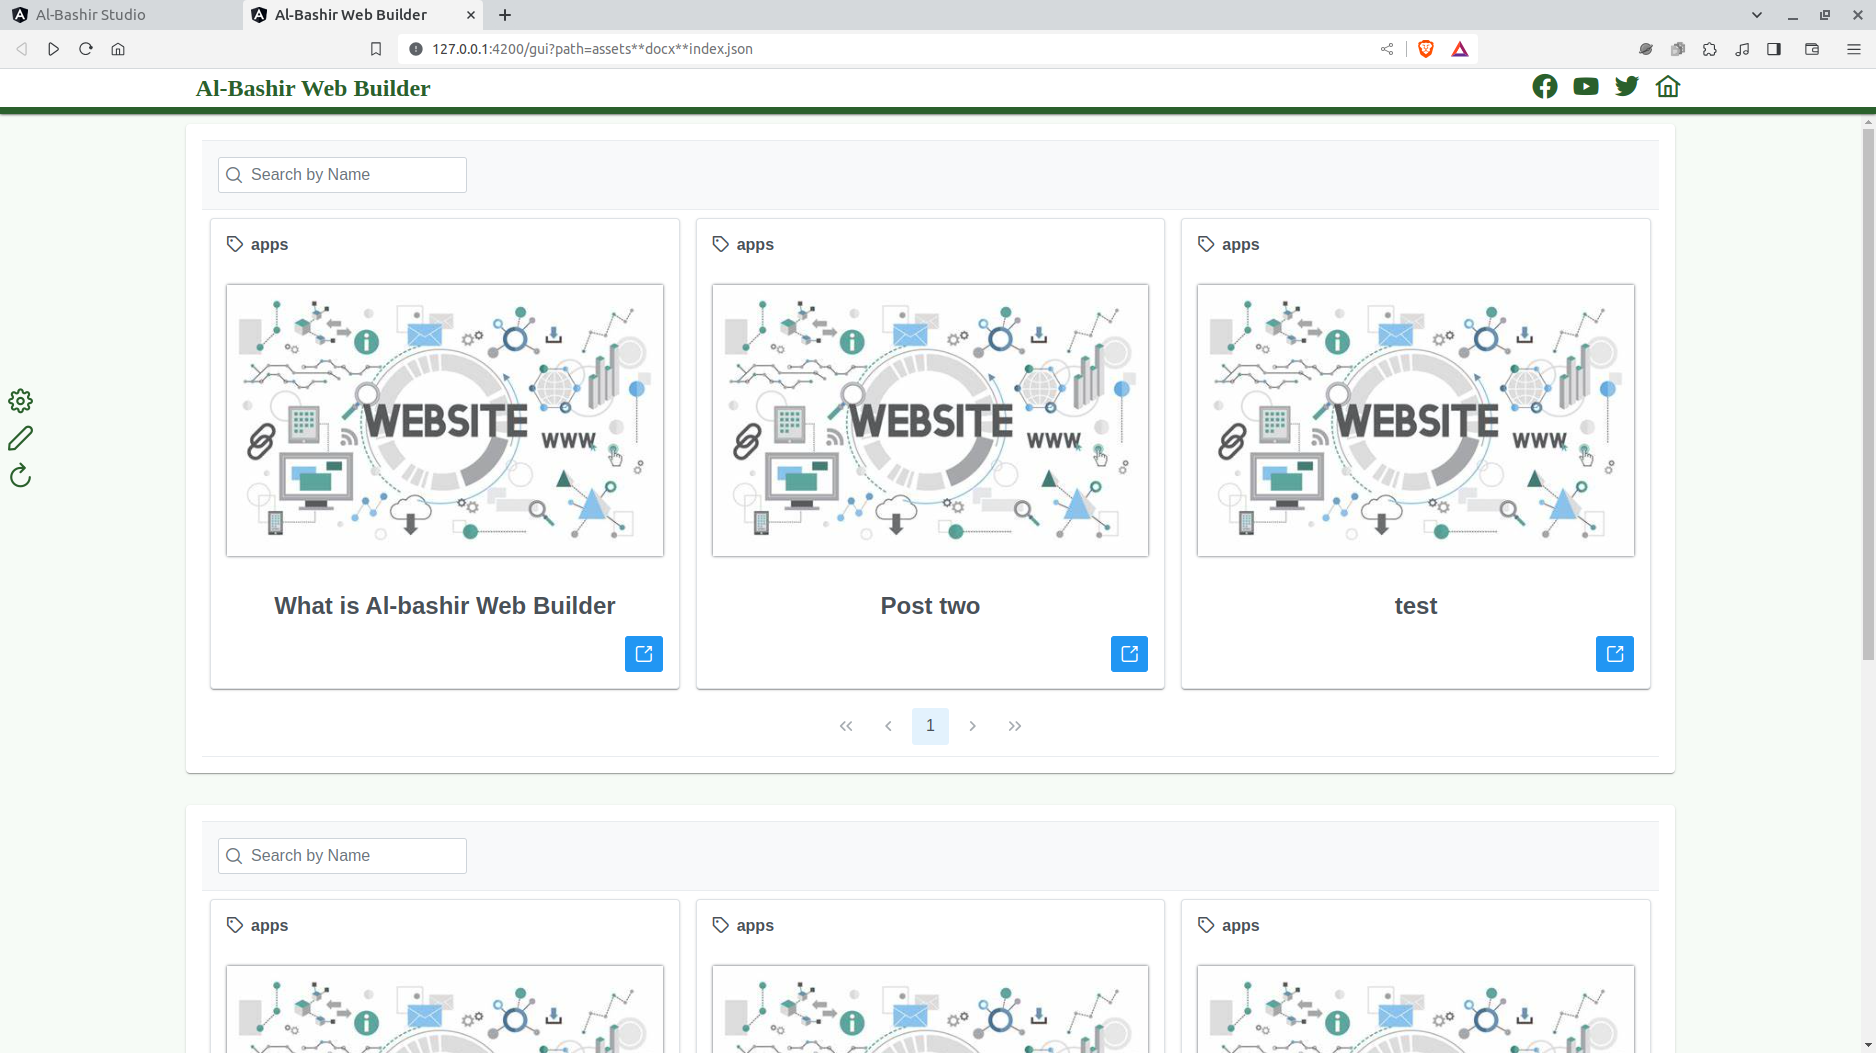 Al-Bashir Studio
Al-Bashir Web Builder
127.0.0.1:4200/gui?path=assets**docx**index.json
Al-Bashir Web Builder
Search by Name
apps
apps
apps
WEBSITE
www
WEBSITE
www
WEBSITE
www
What is Al-bashir Web Builder
Post two
test
1
Search by Name
apps
apps
apps